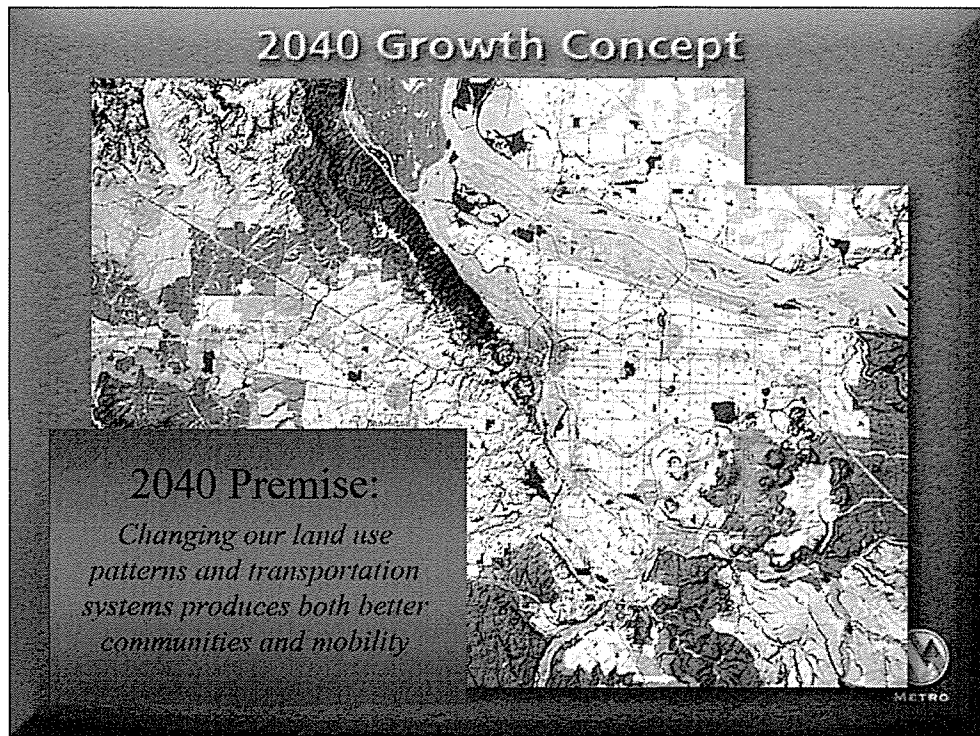 2040 Growth Concept
2040 Premise:
Changing our land use
patterns and transportation
systems produces both better
communities and mobility
METRO